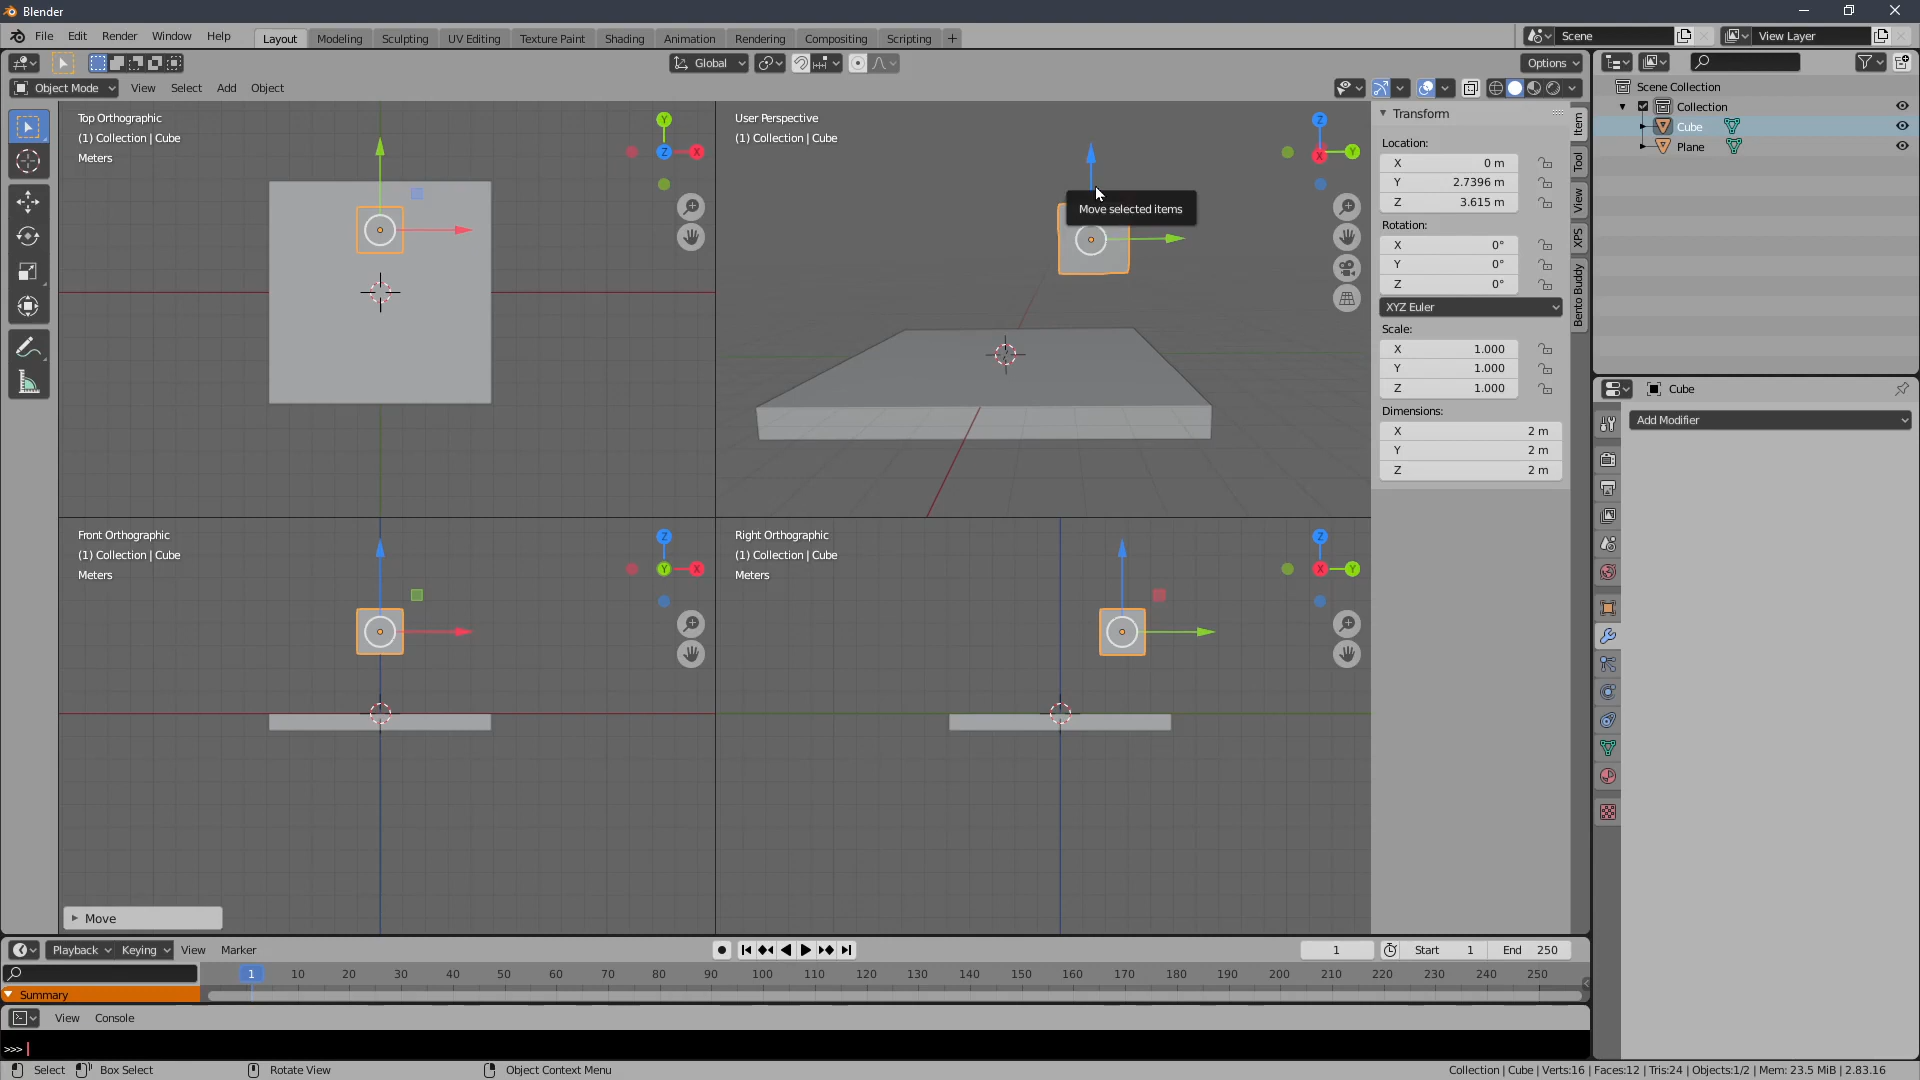 Blender
File Edit Render Window Help
Layout Modeling Sculpting UV Editing Texture Paint Shading Animation Rendering Compositing Scripting +
Scene
View Layer
Global
Options
Object Mode View Select Add Object
Top Orthographic
(1) Collection | Cube
Meters
Y
Z
X
User Perspective
(1) Collection | Cube
Z
X
Y
Move selected items
Front Orthographic
(1) Collection | Cube
Meters
Z
Y
X
Right Orthographic
(1) Collection | Cube
Meters
Z
X
Y
Move
Transform
Location:
X 0 m
Y 2.7396 m
Z 3.615 m
Rotation:
X 0°
Y 0°
Z 0°
XYZ Euler
Scale:
X 1.000
Y 1.000
Z 1.000
Dimensions:
X 2 m
Y 2 m
Z 2 m
Item
Tool
View
XPS
Bento Buddy
Scene Collection
Collection
Cube
Plane
Cube
Add Modifier
Playback Keying View Marker
1
Start 1
End 250
1 10 20 30 40 50 60 70 80 90 100 110 120 130 140 150 160 170 180 190 200 210 220 230 240 250
Summary
View Console
>>>
Select Box Select Rotate View Object Context Menu
Collection | Cube | Verts:16 | Faces:12 | Tris:24 | Objects:1/2 | Mem: 23.5 MiB | 2.83.16